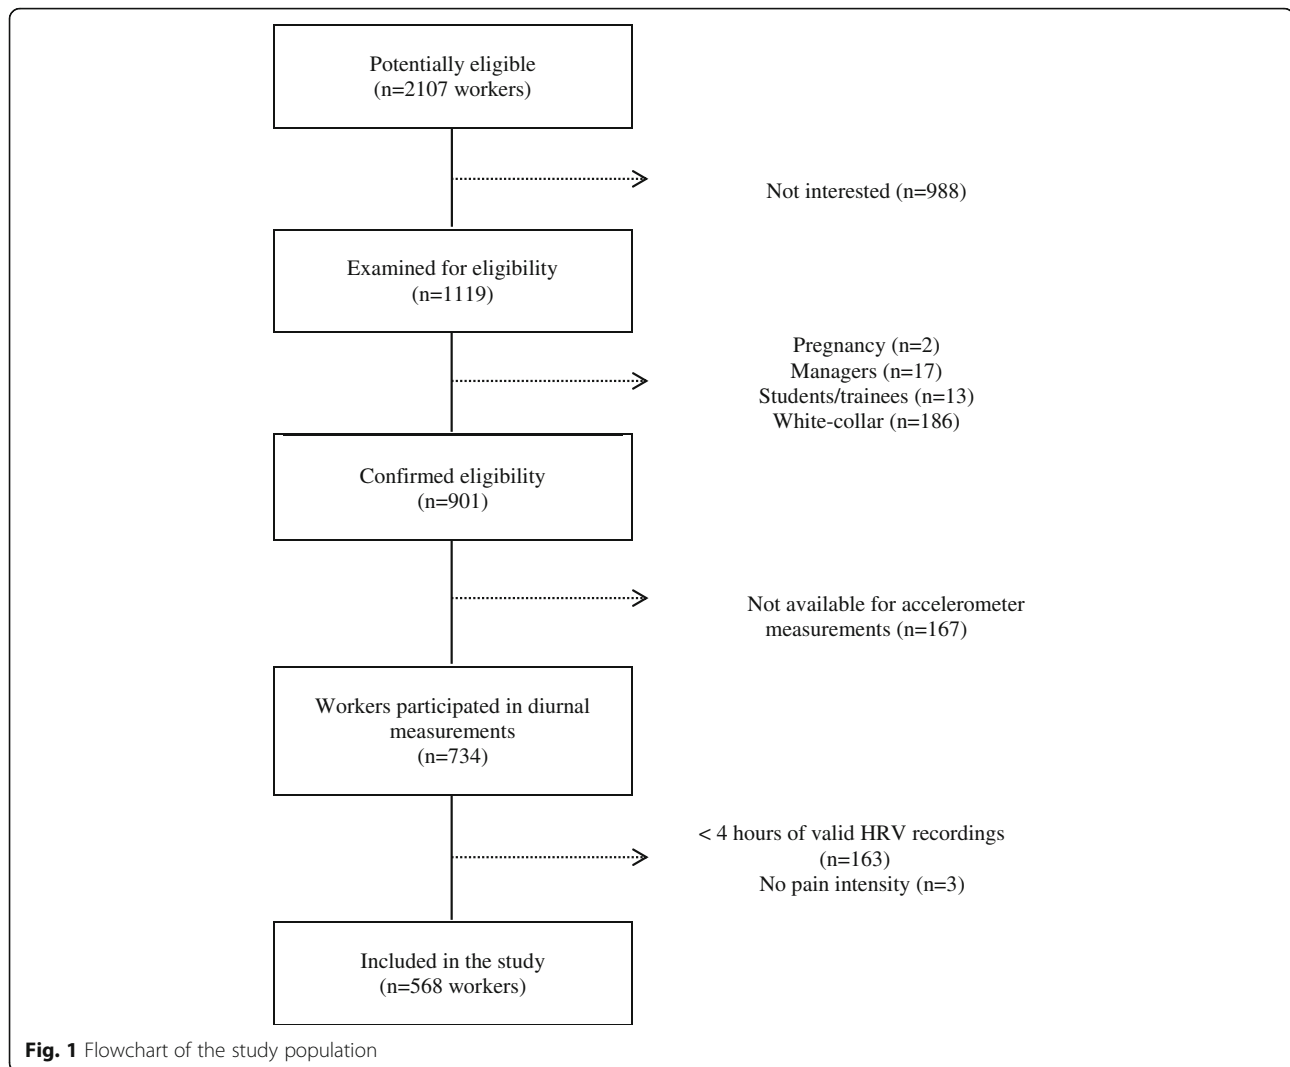 Potentially eligible
(n=2107 workers)
Not interested (n=988)
Examined for eligibility
(n=1119)
Pregnancy (n=2)
Managers (n=17)
Students/trainees (n=13)
White-collar (n=186)
Confirmed eligibility
(n=901)
Not available for accelerometer
measurements (n=167)
Workers participated in diurnal
measurements
(n=734)
< 4 hours of valid HRV recordings
(n=163)
No pain intensity (n=3)
Included in the study
(n=568 workers)
Fig. 1 Flowchart of the study population